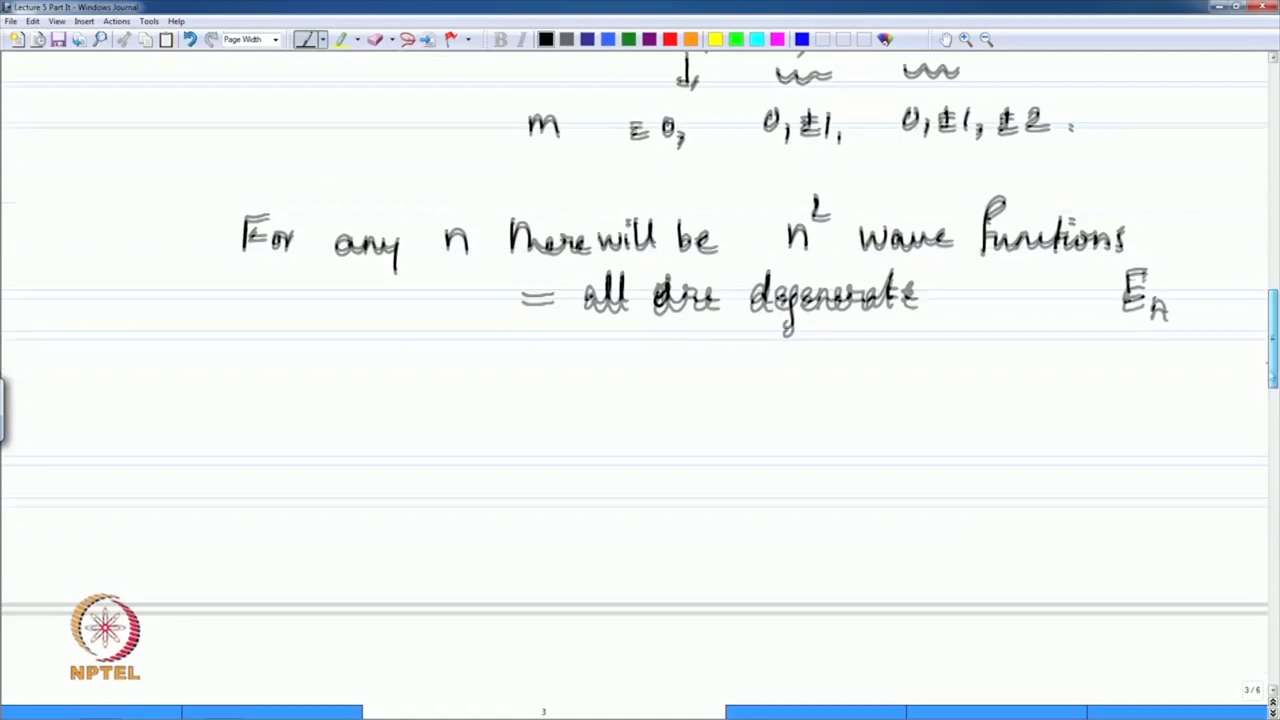 Lecture 5 Part II - Windows Journal
File Edit View Insert Actions Tools Help
Page Width
m = 0, 0, ±1, 0, ±1, ±2.
For any n there will be n² wave functions
= all are degenerate En
NPTEL
3 / 6
3